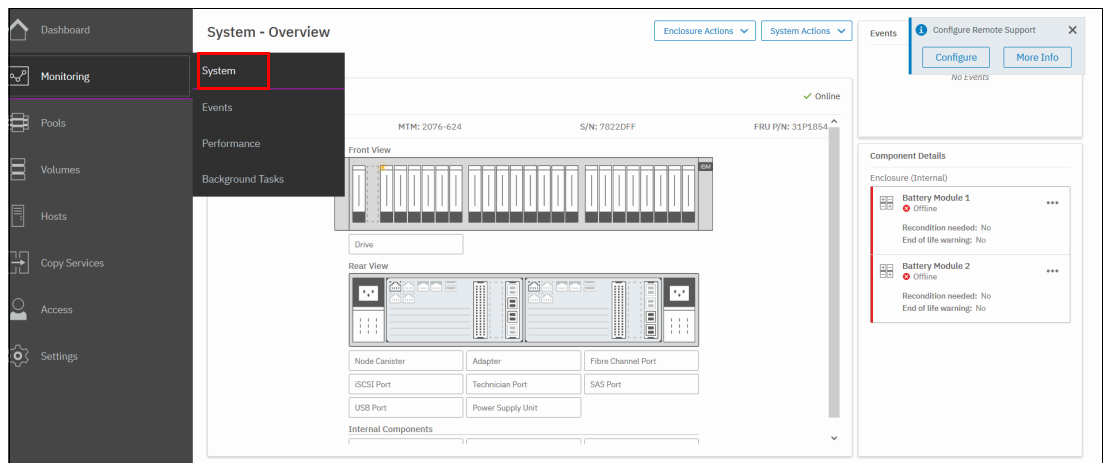 Dashboard
Monitoring
Pools
Volumes
Hosts
Copy Services
Access
Settings
System - Overview
Enclosure Actions
System Actions
System
Events
Performance
Background Tasks
Online
MTM: 2076-624
S/N: 7822DFF
FRU P/N: 31P1854
Front View
IBM
Drive
Rear View
Node Canister
Adapter
Fibre Channel Port
iSCSI Port
Technician Port
SAS Port
USB Port
Power Supply Unit
Internal Components
Events
Configure Remote Support
Configure
More Info
No Events
Component Details
Enclosure (Internal)
Battery Module 1
Offline
Recondition needed: No
End of life warning: No
Battery Module 2
Offline
Recondition needed: No
End of life warning: No